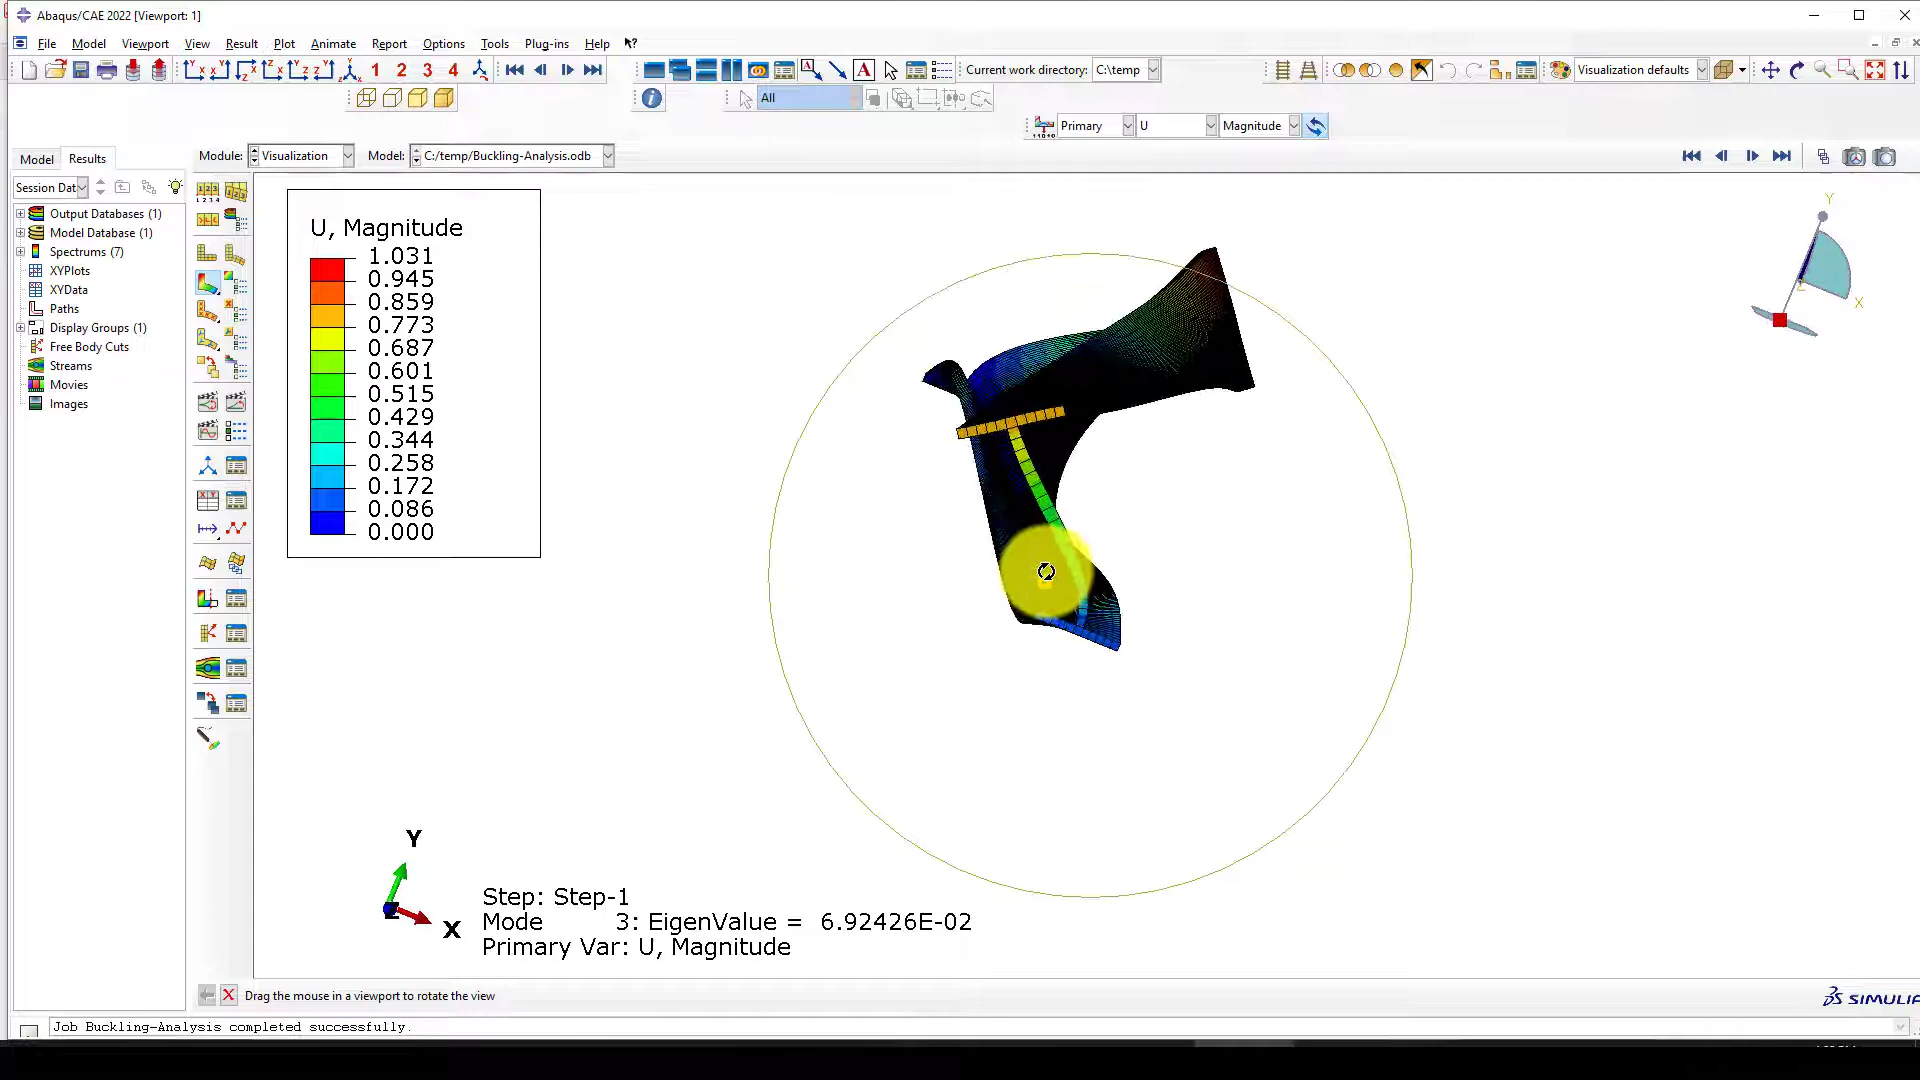 Abaqus/CAE 2022 [Viewport: 1]
File Model Viewport View Result Plot Animate Report Options Tools Plug-ins Help
1 2 3 4
Current work directory: C:\temp
Visualization defaults
All
Primary U Magnitude
Model Results
Module: Visualization Model: C:/temp/Buckling-Analysis.odb
Session Dat
Output Databases (1)
Model Database (1)
Spectrums (7)
XYPlots
XYData
Paths
Display Groups (1)
Free Body Cuts
Streams
Movies
Images
U, Magnitude
1.031
0.945
0.859
0.773
0.687
0.601
0.515
0.429
0.344
0.258
0.172
0.086
0.000
Y
X
Z
Y
X
Z
Step: Step-1
Mode 3: EigenValue = 6.92426E-02
Primary Var: U, Magnitude
Drag the mouse in a viewport to rotate the view
SIMULIA
Job Buckling-Analysis completed successfully.